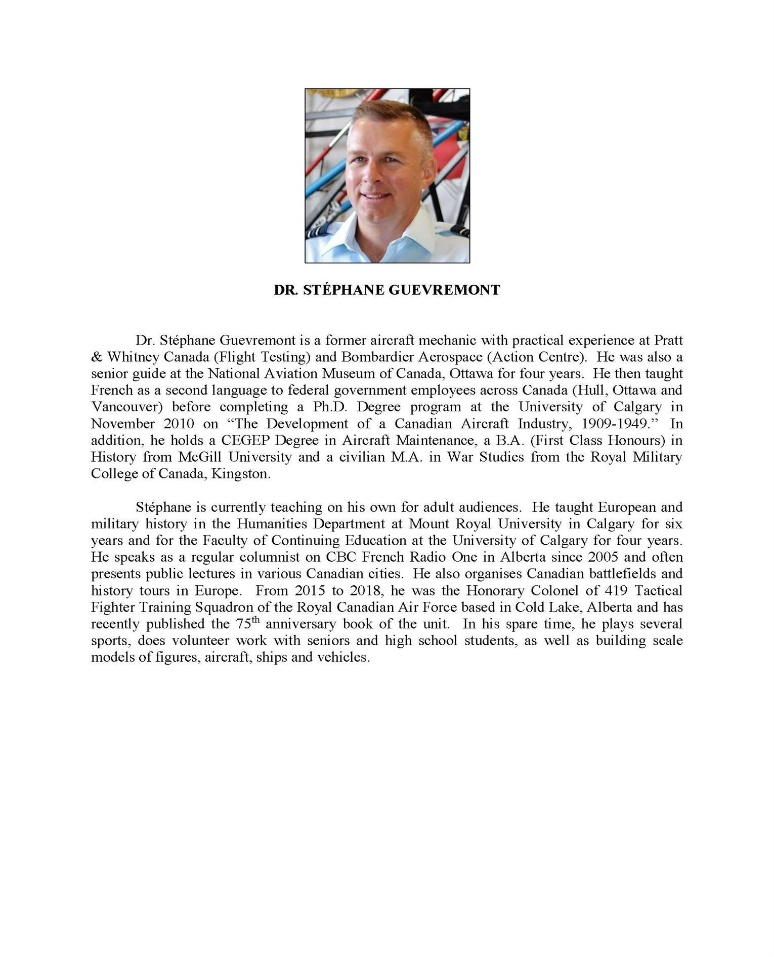 DR. STÉPHANE GUEVREMONT
Dr. Stéphane Guevremont is a former aircraft mechanic with practical experience at Pratt
& Whitney Canada (Flight Testing) and Bombardier Aerospace (Action Centre).  He was also a
senior guide at the National Aviation Museum of Canada, Ottawa for four years.  He then taught
French as a second language to federal government employees across Canada (Hull, Ottawa and
Vancouver) before completing a Ph.D. Degree program at the University of Calgary in
November 2010 on “The Development of a Canadian Aircraft Industry, 1909-1949.”  In
addition, he holds a CEGEP Degree in Aircraft Maintenance, a B.A. (First Class Honours) in
History from McGill University and a civilian M.A. in War Studies from the Royal Military
College of Canada, Kingston.
Stéphane is currently teaching on his own for adult audiences.  He taught European and
military history in the Humanities Department at Mount Royal University in Calgary for six
years and for the Faculty of Continuing Education at the University of Calgary for four years.
He speaks as a regular columnist on CBC French Radio One in Alberta since 2005 and often
presents public lectures in various Canadian cities.  He also organises Canadian battlefields and
history tours in Europe.  From 2015 to 2018, he was the Honorary Colonel of 419 Tactical
Fighter Training Squadron of the Royal Canadian Air Force based in Cold Lake, Alberta and has
recently published the 75th anniversary book of the unit.  In his spare time, he plays several
sports, does volunteer work with seniors and high school students, as well as building scale
models of figures, aircraft, ships and vehicles.